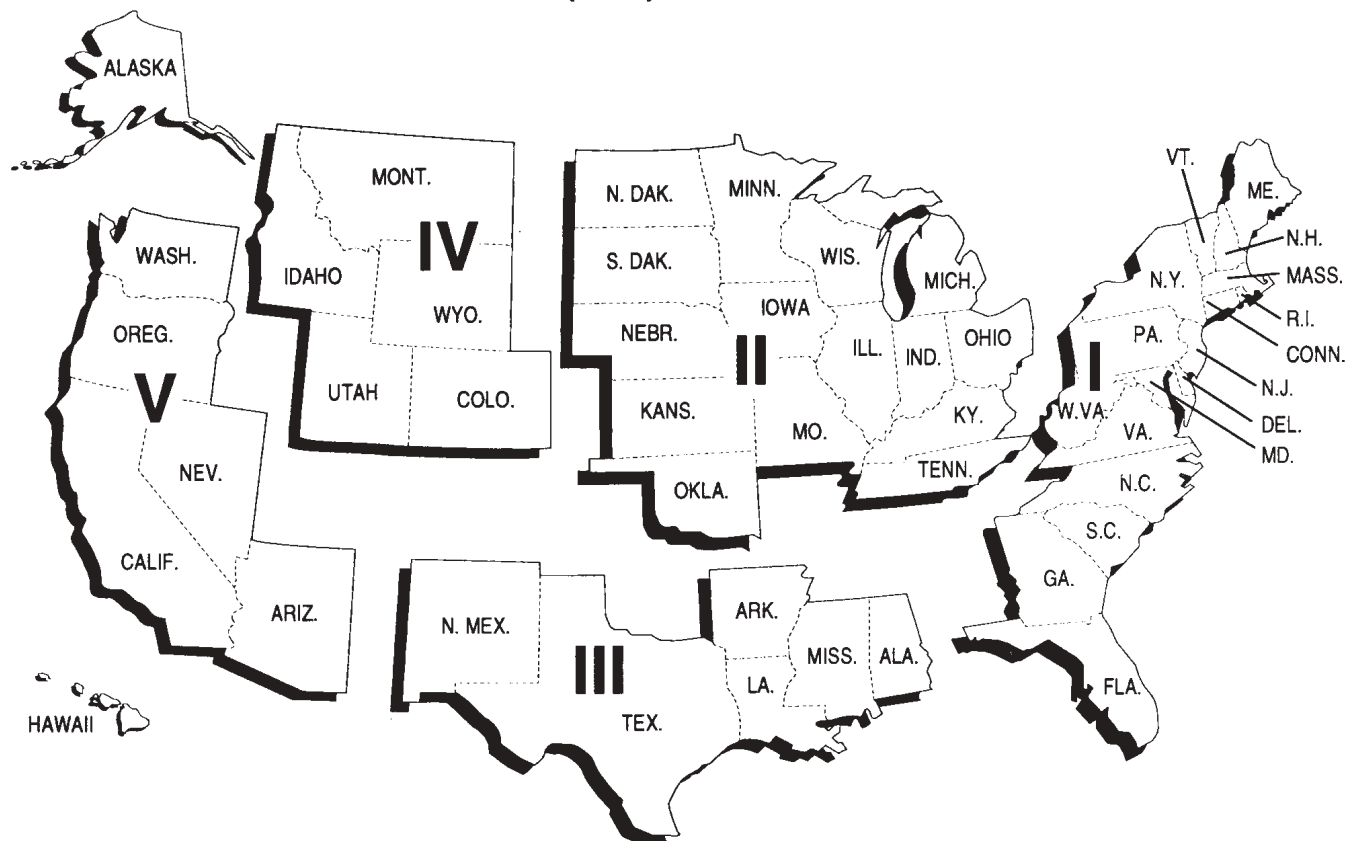 ALASKA
MONT.
IV
IDAHO
WYO.
UTAH
COLO.
WASH.
OREG.
V
NEV.
CALIF.
ARIZ.
HAWAII
N. DAK.
MINN.
S. DAK.
WIS.
MICH.
NEBR.
IOWA
II
ILL.
IND.
OHIO
KANS.
MO.
KY.
TENN.
OKLA.
N. MEX.
III
TEX.
ARK.
LA.
MISS.
ALA.
VT.
ME.
N.H.
N.Y.
MASS.
R.I.
PA.
CONN.
I
N.J.
W.VA.
DEL.
VA.
MD.
N.C.
S.C.
GA.
FLA.